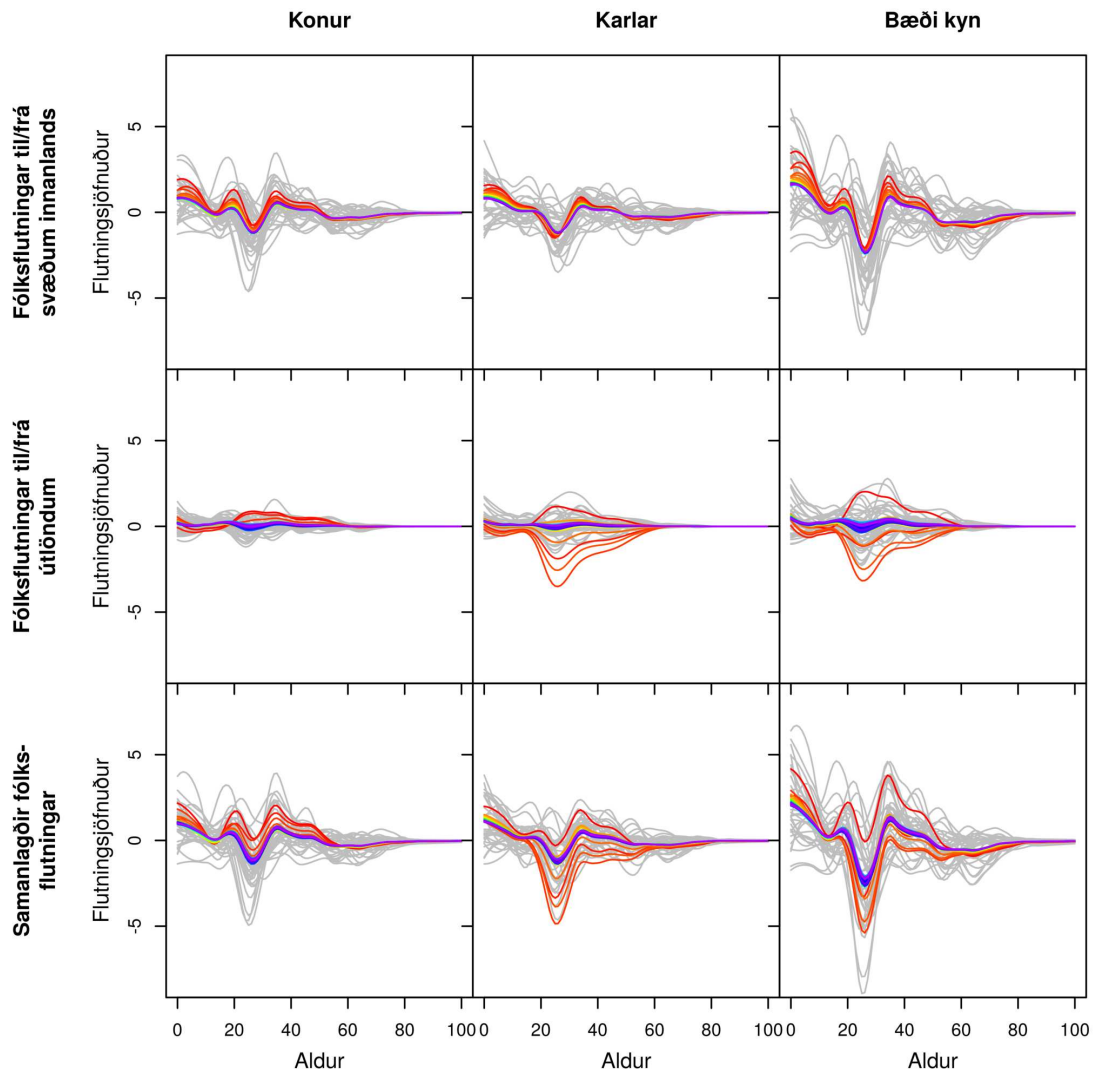 Konur
Karlar
Bæði kyn
Fólksflutningar til/frá
svæðum innanlands
Flutningsjöfnuður
5
0
-5
Fólksflutningar til/frá
útlöndum
Flutningsjöfnuður
5
0
-5
Samanlagðir fólks-
flutningar
Flutningsjöfnuður
5
0
-5
0 20 40 60 80 100
0 20 40 60 80 100
0 20 40 60 80 100
Aldur
Aldur
Aldur